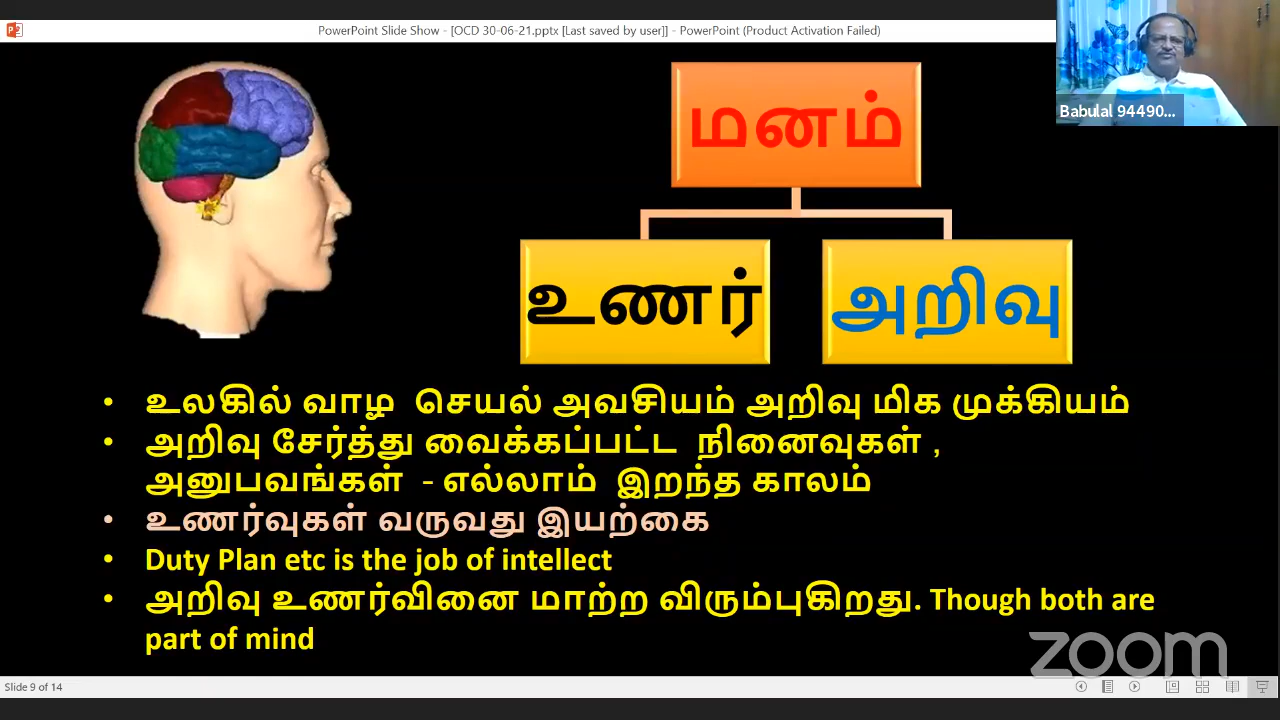 PowerPoint Slide Show - [OCD 30-06-21.pptx [Last saved by user]] - PowerPoint (Product Activation Failed)
Babulal 94490...
மனம்
உணர்
அறிவு
• உலகில் வாழ செயல் அவசியம் அறிவு மிக முக்கியம்
• அறிவு சேர்த்து வைக்கப்பட்ட நினைவுகள் ,
அனுபவங்கள் - எல்லாம் இறந்த காலம்
• உணர்வுகள் வருவது இயற்கை
• Duty Plan etc is the job of intellect
• அறிவு உணர்வினை மாற்ற விரும்புகிறது. Though both are
part of mind
zoom
Slide 9 of 14